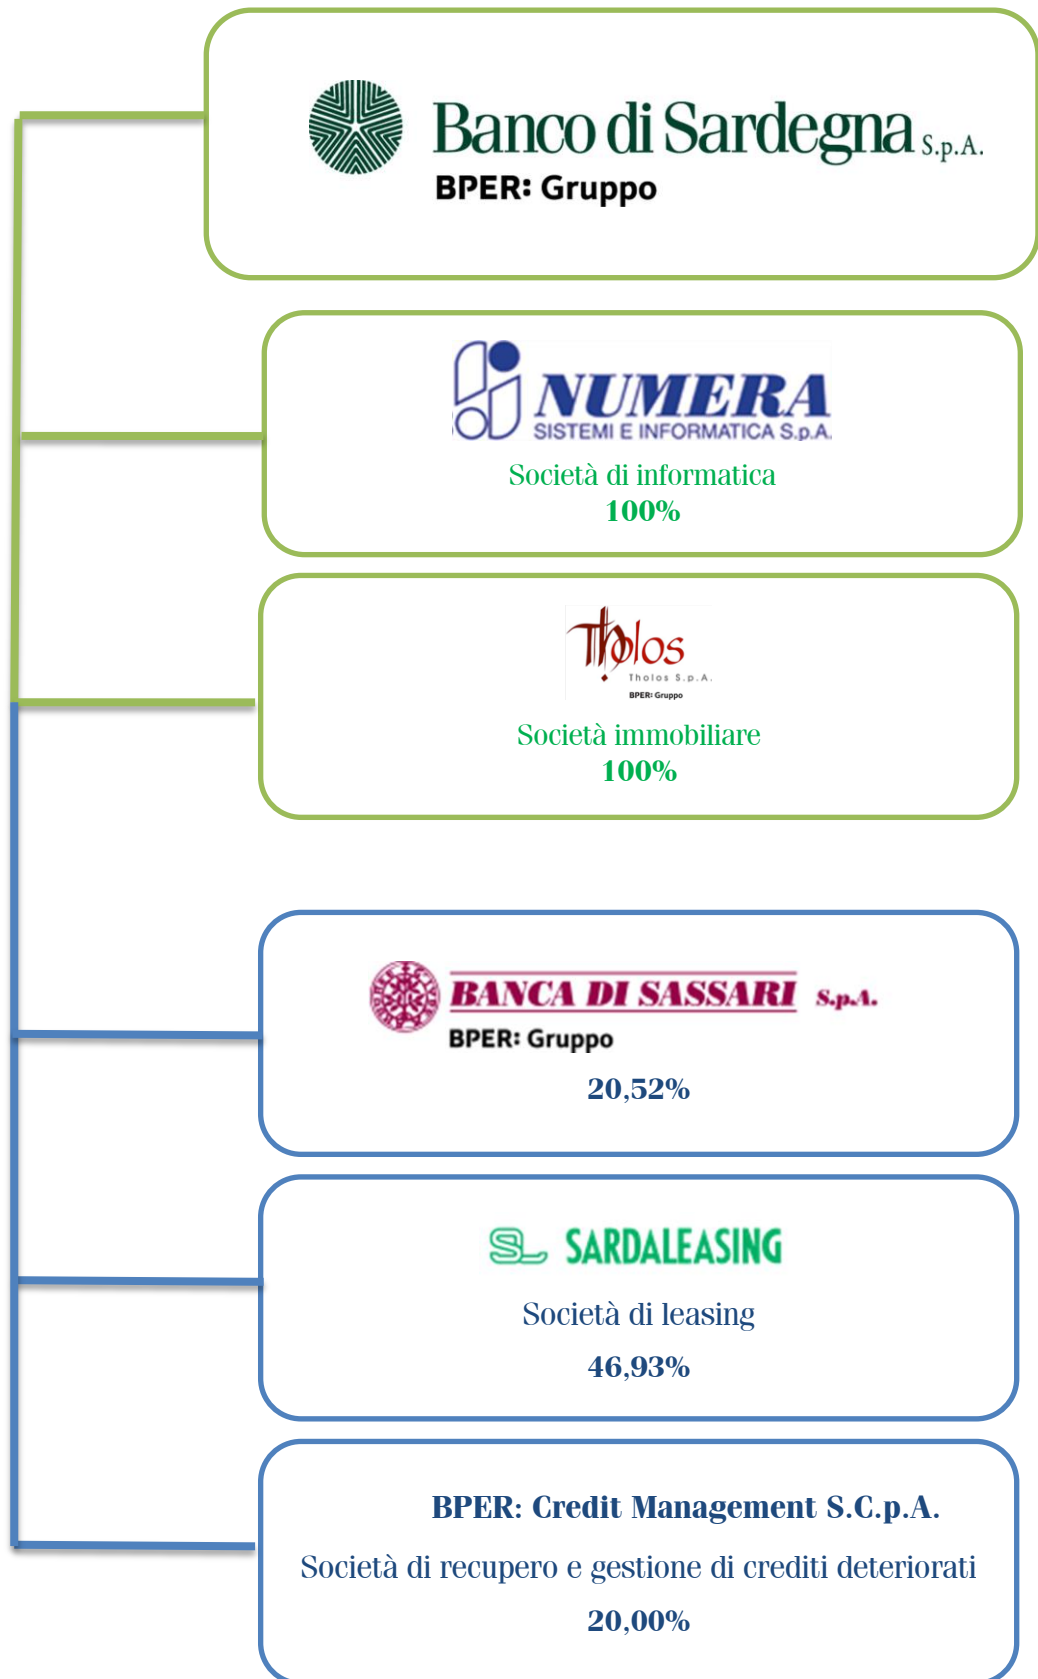 Banco di Sardegna S.p.A.
BPER: Gruppo
NUMERA
SISTEMI E INFORMATICA S.p.A.
Società di informatica
100%
Tholos
Tholos S.p.A.
BPER: Gruppo
Società immobiliare
100%
BANCA DI SASSARI S.p.A.
BPER: Gruppo
20,52%
SL SARDALEASING
Società di leasing
46,93%
BPER: Credit Management S.C.p.A.
Società di recupero e gestione di crediti deteriorati
20,00%